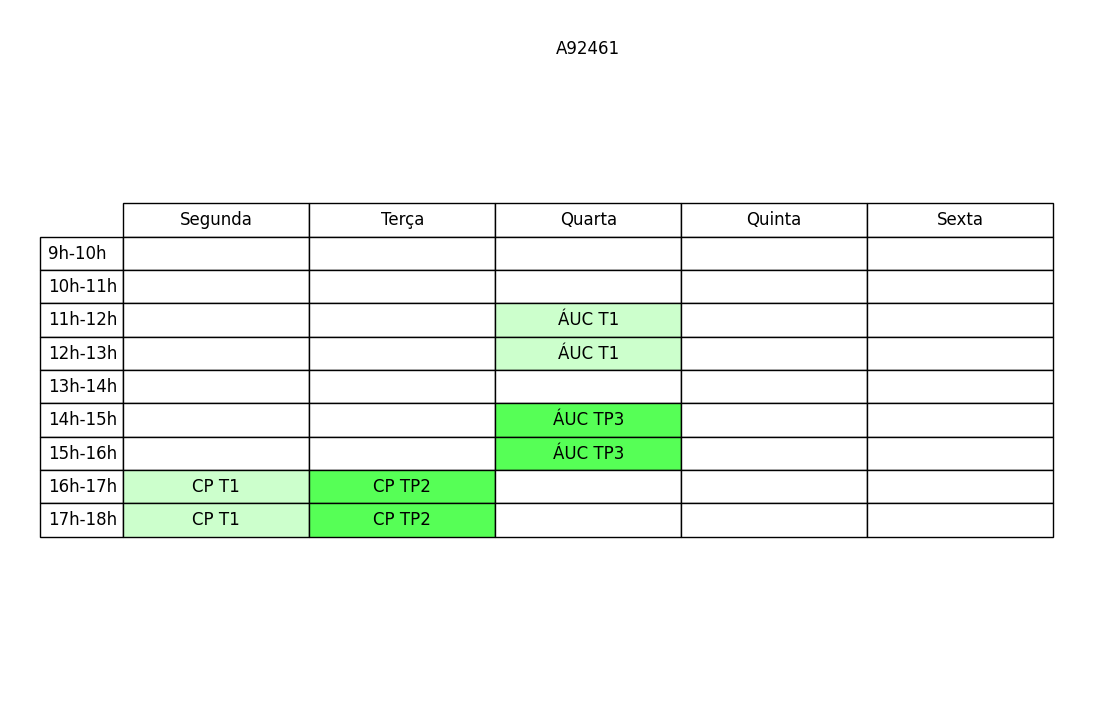 A92461
Segunda Terça Quarta Quinta Sexta
9h-10h
10h-11h
11h-12h ÁUC T1
12h-13h ÁUC T1
13h-14h
14h-15h ÁUC TP3
15h-16h ÁUC TP3
16h-17h CP T1 CP TP2
17h-18h CP T1 CP TP2